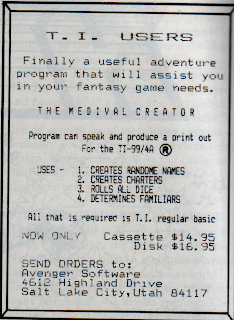 T.I. USERS
Finally a useful adventure
program that will assist you
in your fantasy game needs.
THE MEDIVAL CREATOR
Program can speak and produce a print out
For the TI-99/4A ®
USES - 1. CREATES RANDOME NAMES
2. CREATES CHARTERS
3. ROLLS ALL DICE
4. DETERMINES FAMILIARS
All that is required is T.I. regular basic
NOW ONLY Cassette $14.95
Disk $16.95
SEND ORDERS to:
Avenger Software
4612 Highland Drive
Salt Lake City, Utah 84117